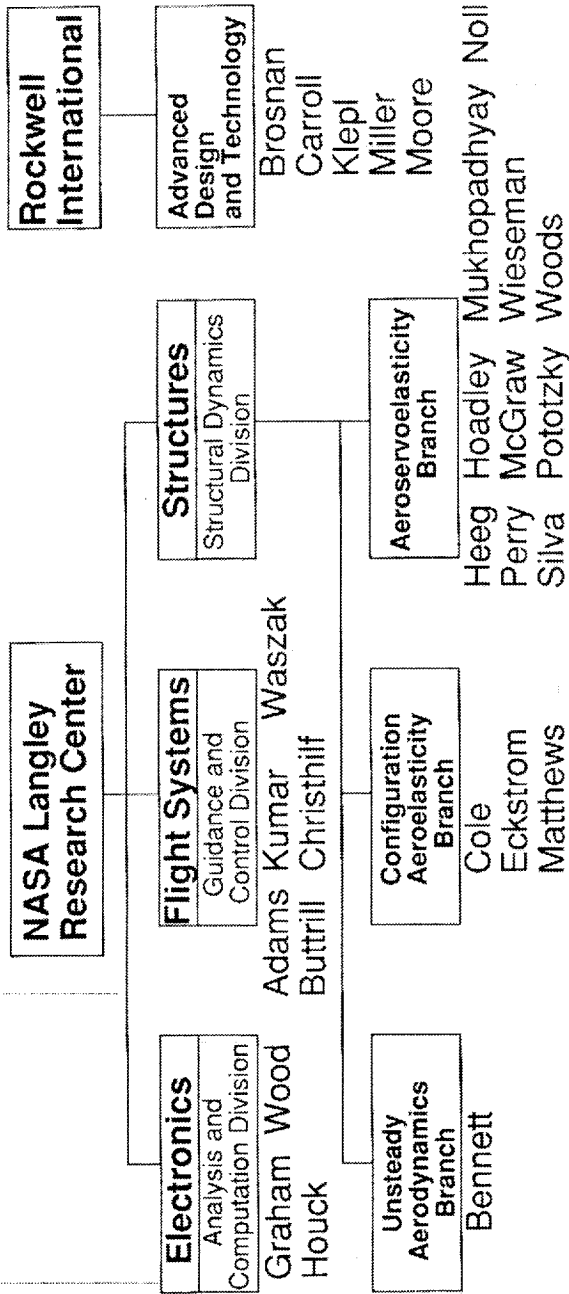 NASA Langley
Research Center
Rockwell
International
Electronics
Analysis and
Computation Division
Graham Wood
Houck
Flight Systems
Guidance and
Control Division
Adams Kumar Waszak
Buttrill Christhilf
Structures
Structural Dynamics
Division
Advanced
Design
and Technology
Brosnan
Carroll
Klepl
Miller
Moore
Unsteady
Aerodynamics
Branch
Bennett
Configuration
Aeroelasticity
Branch
Cole
Eckstrom
Matthews
Aeroservoelasticity
Branch
Heeg Hoadley Mukhopadhyay Noll
Perry McGraw Wieseman
Silva Pototzky Woods